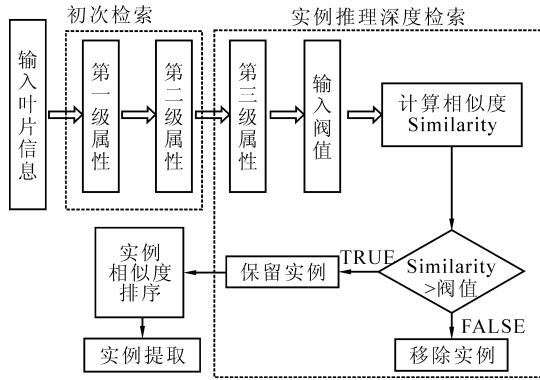 初次检索
实例推理深度检索
输入叶片信息
第一级属性
第二级属性
第三级属性
输入阀值
计算相似度
Similarity
Similarity
>阀值
TRUE
FALSE
保留实例
移除实例
实例
相似度
排序
实例提取